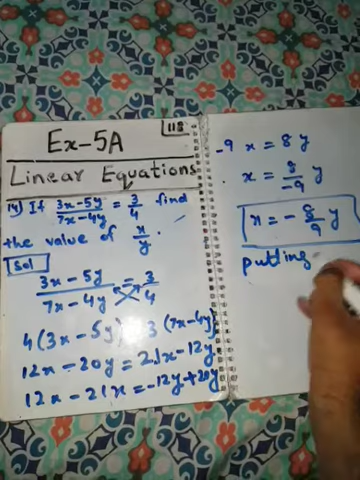 Ex-5A
118
Linear Equations
14) If 3x-5y/7x-4y = 3/4 find
the value of x/y.
Sol
3x-5y/7x-4y = 3/4
4(3x-5y) = 3(7x-4y)
12x-20y = 21x-12y
12x-21x = -12y+20y
-9x = 8y
x = 8/-9 y
x = -8/9 y
putting